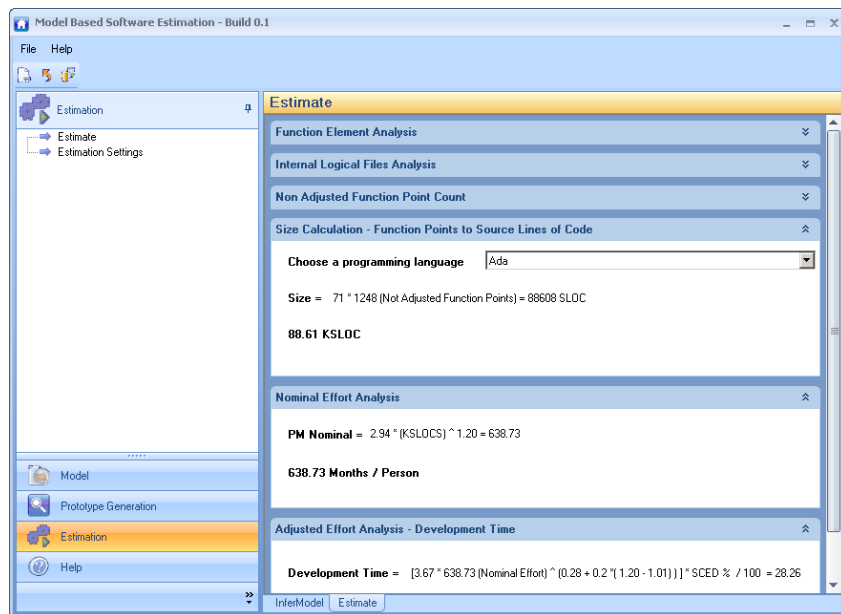 Model Based Software Estimation - Build 0.1
File Help
Estimation
Estimate
Estimation Settings
Model
Prototype Generation
Estimation
Help
Estimate
Function Element Analysis
Internal Logical Files Analysis
Non Adjusted Function Point Count
Size Calculation - Function Points to Source Lines of Code
Choose a programming language Ada
Size = 71 * 1248 (Not Adjusted Function Points) = 88608 SLOC
88.61 KSLOC
Nominal Effort Analysis
PM Nominal = 2.94 * (KSLOCS) ^ 1.20 = 638.73
638.73 Months / Person
Adjusted Effort Analysis - Development Time
Development Time = [3.67 * 638.73 (Nominal Effort) ^ (0.28 + 0.2 *( 1.20 - 1.01) ) ] * SCED % / 100 = 28.26
InferModel Estimate